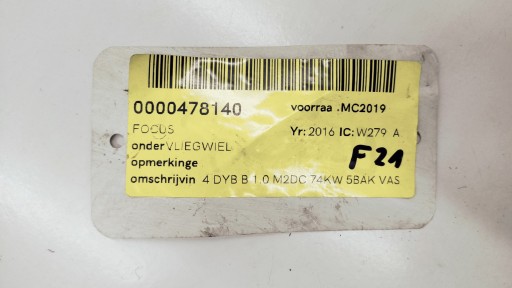 0000478140 voorraa .MC2019
FOCUS Yr: 2016 IC: W279 A
onder VLIEGWIEL
opmerkinge F21
omschrijvin 4 DYB B 1.0 M2DC 74KW 5BAK VAS